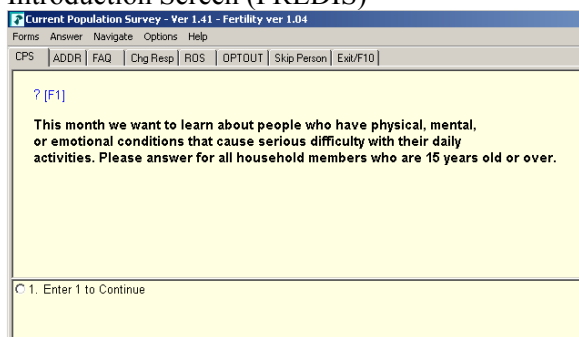 Introduction Screen (PREDIS)
Current Population Survey - Ver 1.41 - Fertility ver 1.04
Forms Answer Navigate Options Help
CPS ADDR FAQ Chg Resp ROS OPTOUT Skip Person Exit/F10
? [F1]
This month we want to learn about people who have physical, mental,
or emotional conditions that cause serious difficulty with their daily
activities. Please answer for all household members who are 15 years old or over.
1. Enter 1 to Continue